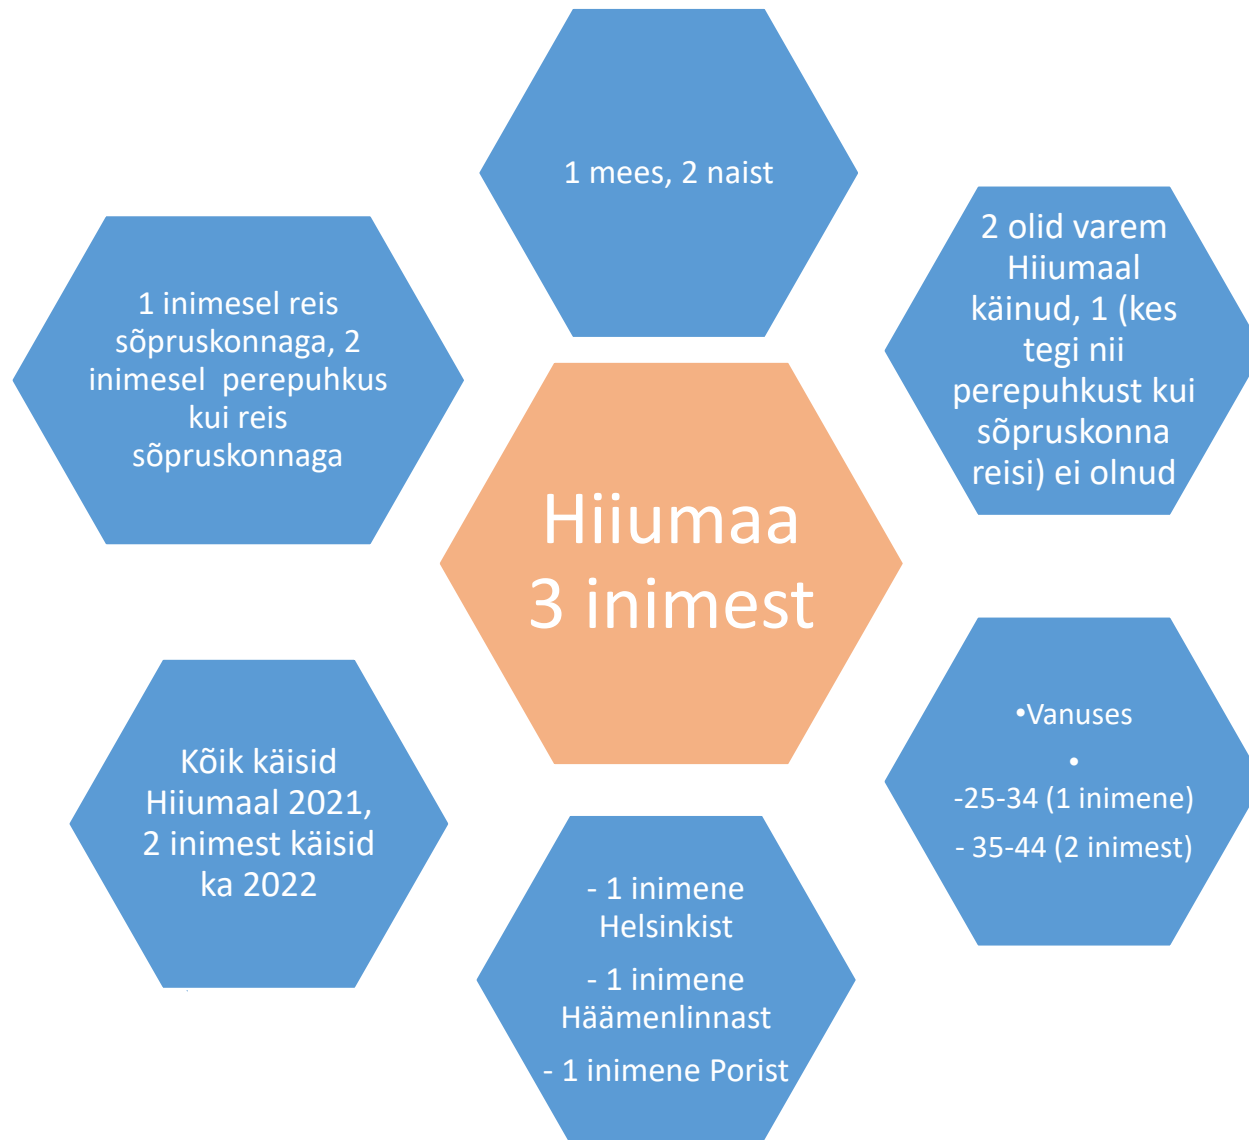 1 mees, 2 naist
2 olid varem
Hiiumaal
käinud, 1 (kes
tegi nii
perepuhkust kui
sõpruskonna
reisi) ei olnud
1 inimesel reis
sõpruskonnaga, 2
inimesel perepuhkus
kui reis
sõpruskonnaga
Hiiumaa
3 inimest
•Vanuses
•
-25-34 (1 inimene)
- 35-44 (2 inimest)
Kõik käisid
Hiiumaal 2021,
2 inimest käisid
ka 2022
- 1 inimene
Helsinkist
- 1 inimene
Häämenlinnast
- 1 inimene Porist